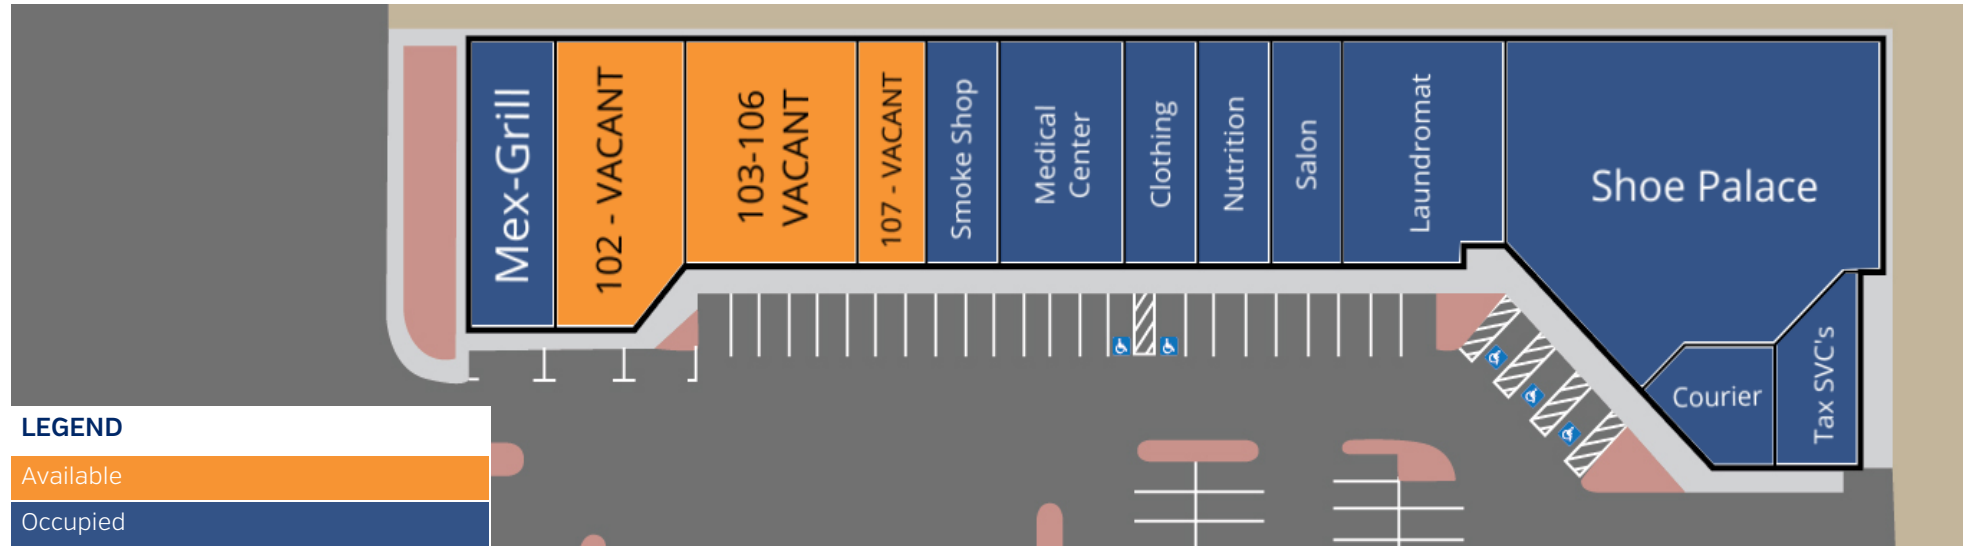 Mex-Grill
102 - VACANT
103-106
VACANT
107 - VACANT
Smoke Shop
Medical
Center
Clothing
Nutrition
Salon
Laundromat
Shoe Palace
Courier
Tax SVC's
LEGEND
Available
Occupied